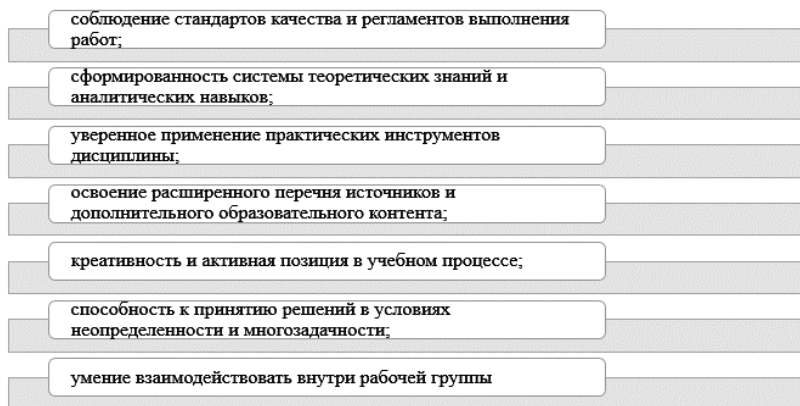 соблюдение стандартов качества и регламентов выполнения
работ;
сформированность системы теоретических знаний и
аналитических навыков;
уверенное применение практических инструментов
дисциплины;
освоение расширенного перечня источников и
дополнительного образовательного контента;
креативность и активная позиция в учебном процессе;
способность к принятию решений в условиях
неопределенности и многозадачности;
умение взаимодействовать внутри рабочей группы